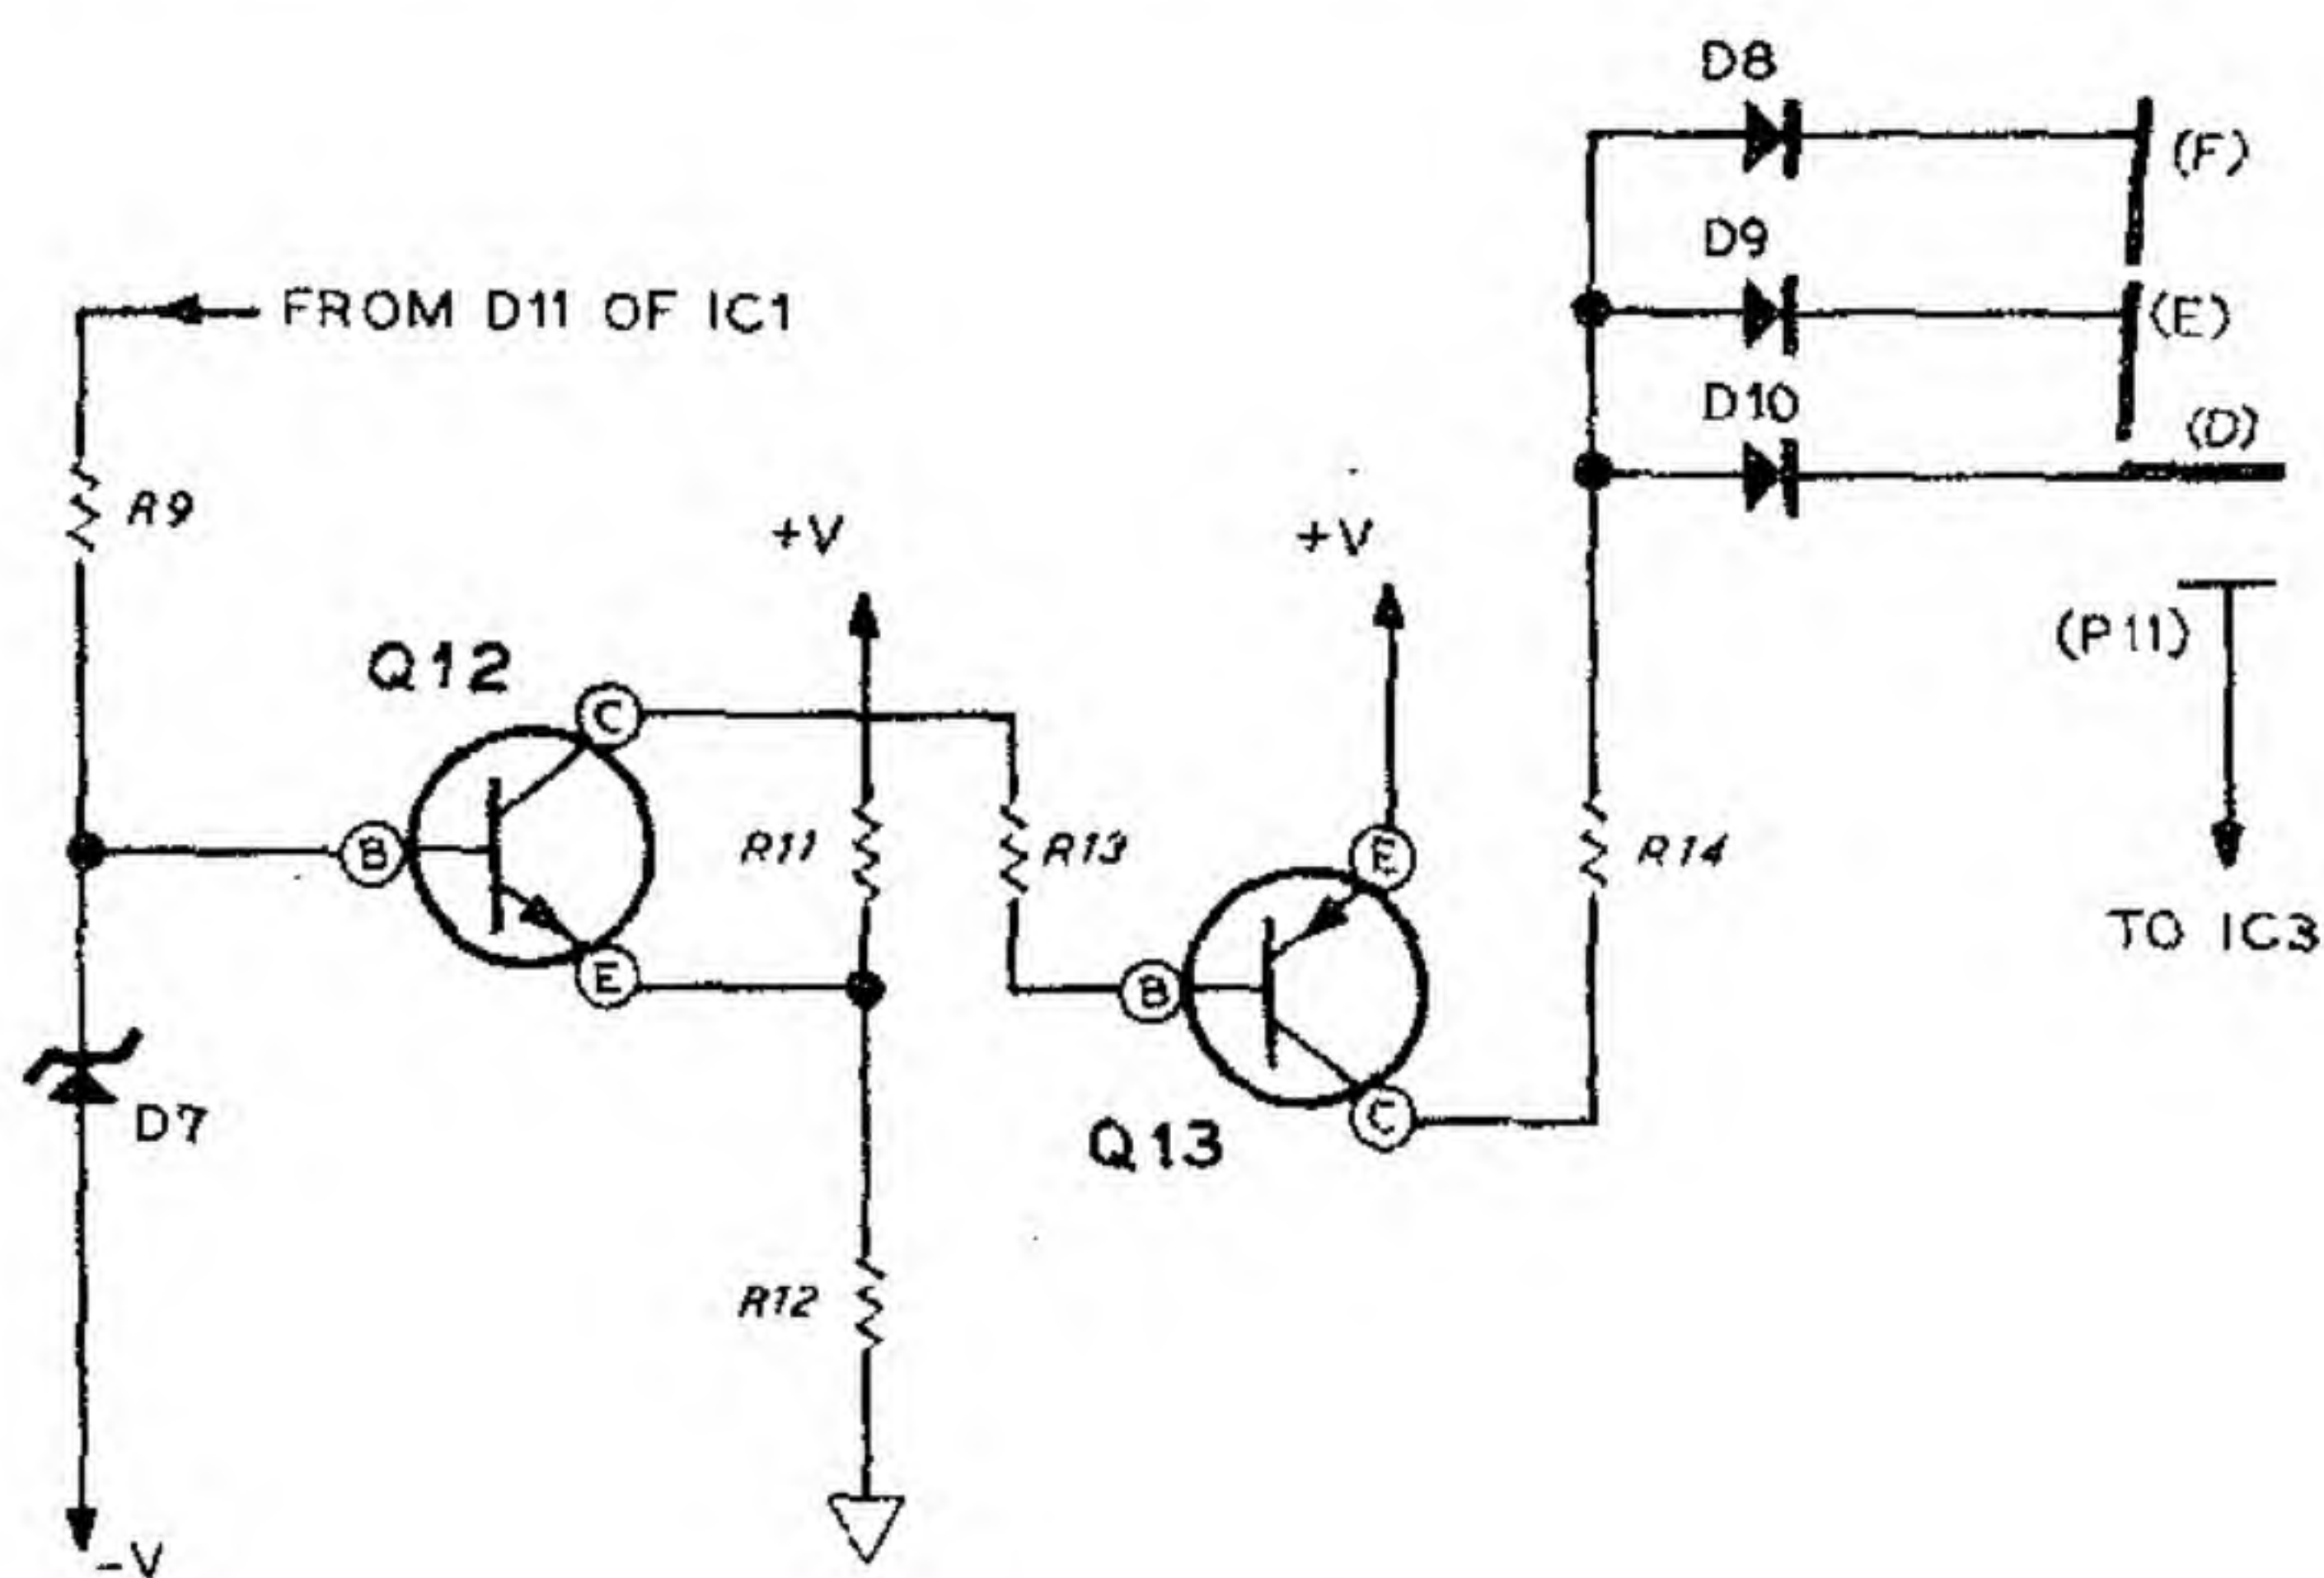 D8
(F)
D9
(E)
D10
(D)
FROM D11 OF IC1
R9
+V
+V
(P11)
TO IC3
Q12
C
B
E
R11
R13
E
R14
B
C
Q13
D7
R12
-V